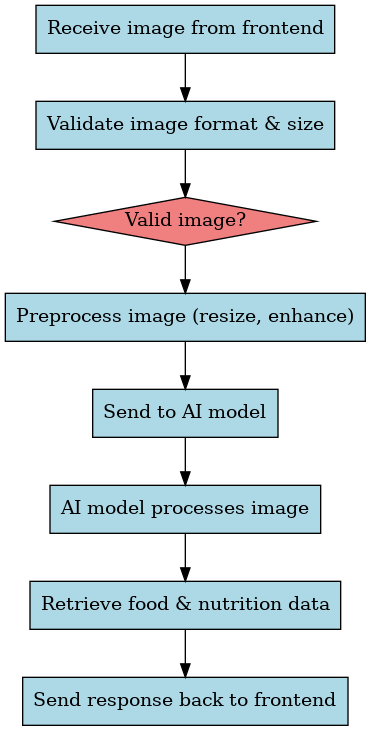 Receive image from frontend
Validate image format & size
Valid image?
Preprocess image (resize, enhance)
Send to AI model
AI model processes image
Retrieve food & nutrition data
Send response back to frontend